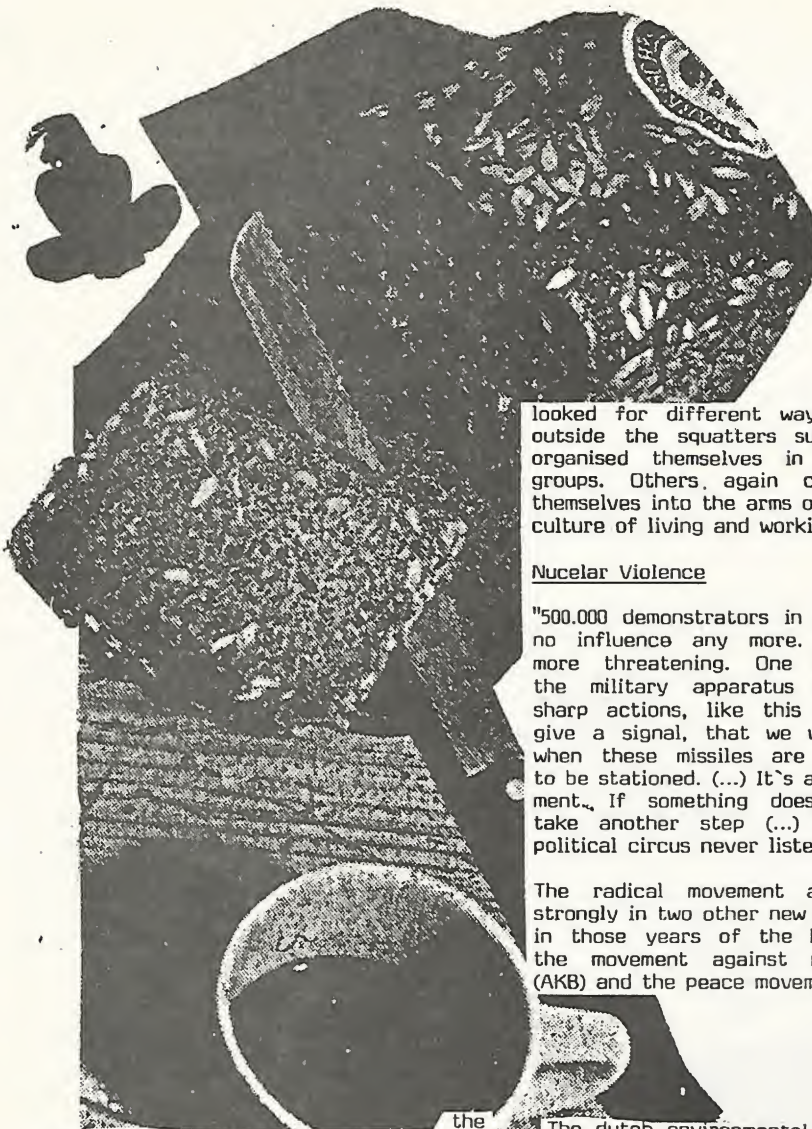 looked for different way
outside the squatters su
organised themselves in
groups. Others. again c
themselves into the arms o
culture of living and worki
Nucelar Violence
"500.000 demonstrators in
no influence any more.
more threatening. One
the military apparatus
sharp actions, like this
give a signal, that we w
when these missiles are
to be stationed. (...) It`s a
ment. If something does
take another step (...)
political circus never liste
The radical movement a
strongly in two other new
in those years of the
the movement against
(AKB) and the peace movem
the
The dutch environmental